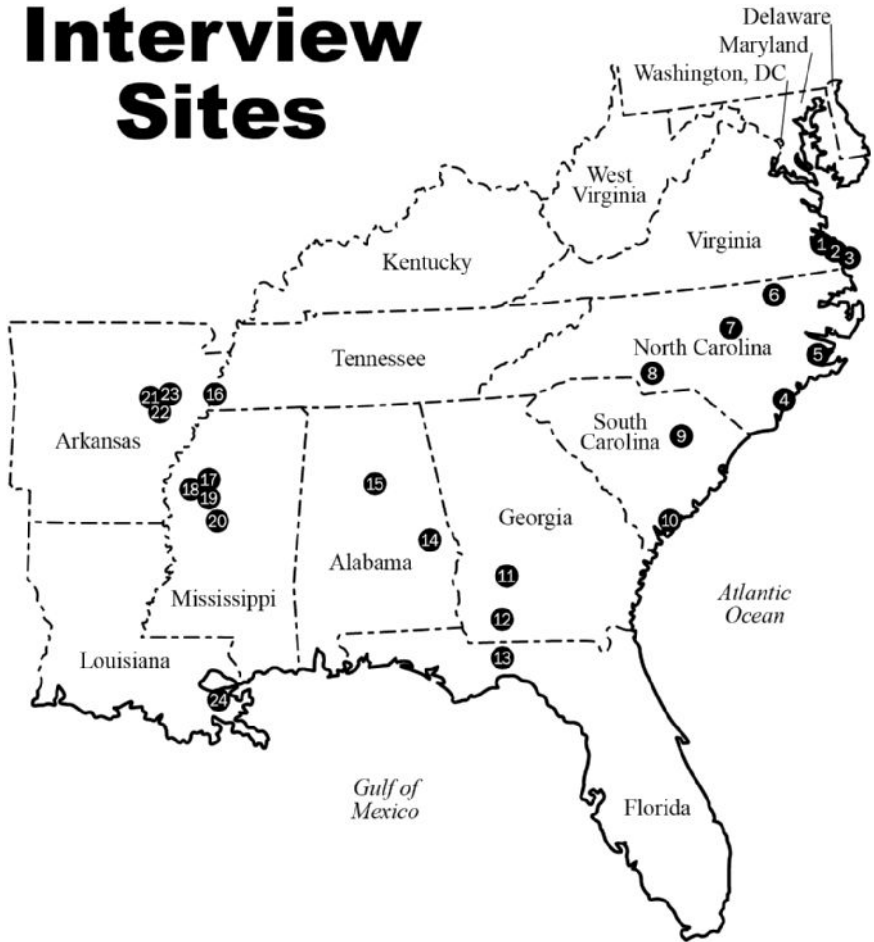 Interview
Sites
Delaware
Maryland
Washington, DC
West
Virginia
Virginia
Kentucky
1
2
3
6
7
Tennessee
North Carolina
5
8
4
16
21
23
22
Arkansas
South
Carolina
9
17
18
19
20
15
10
Georgia
14
Alabama
11
Mississippi
12
Atlantic
Ocean
13
Louisiana
24
Gulf of
Mexico
Florida